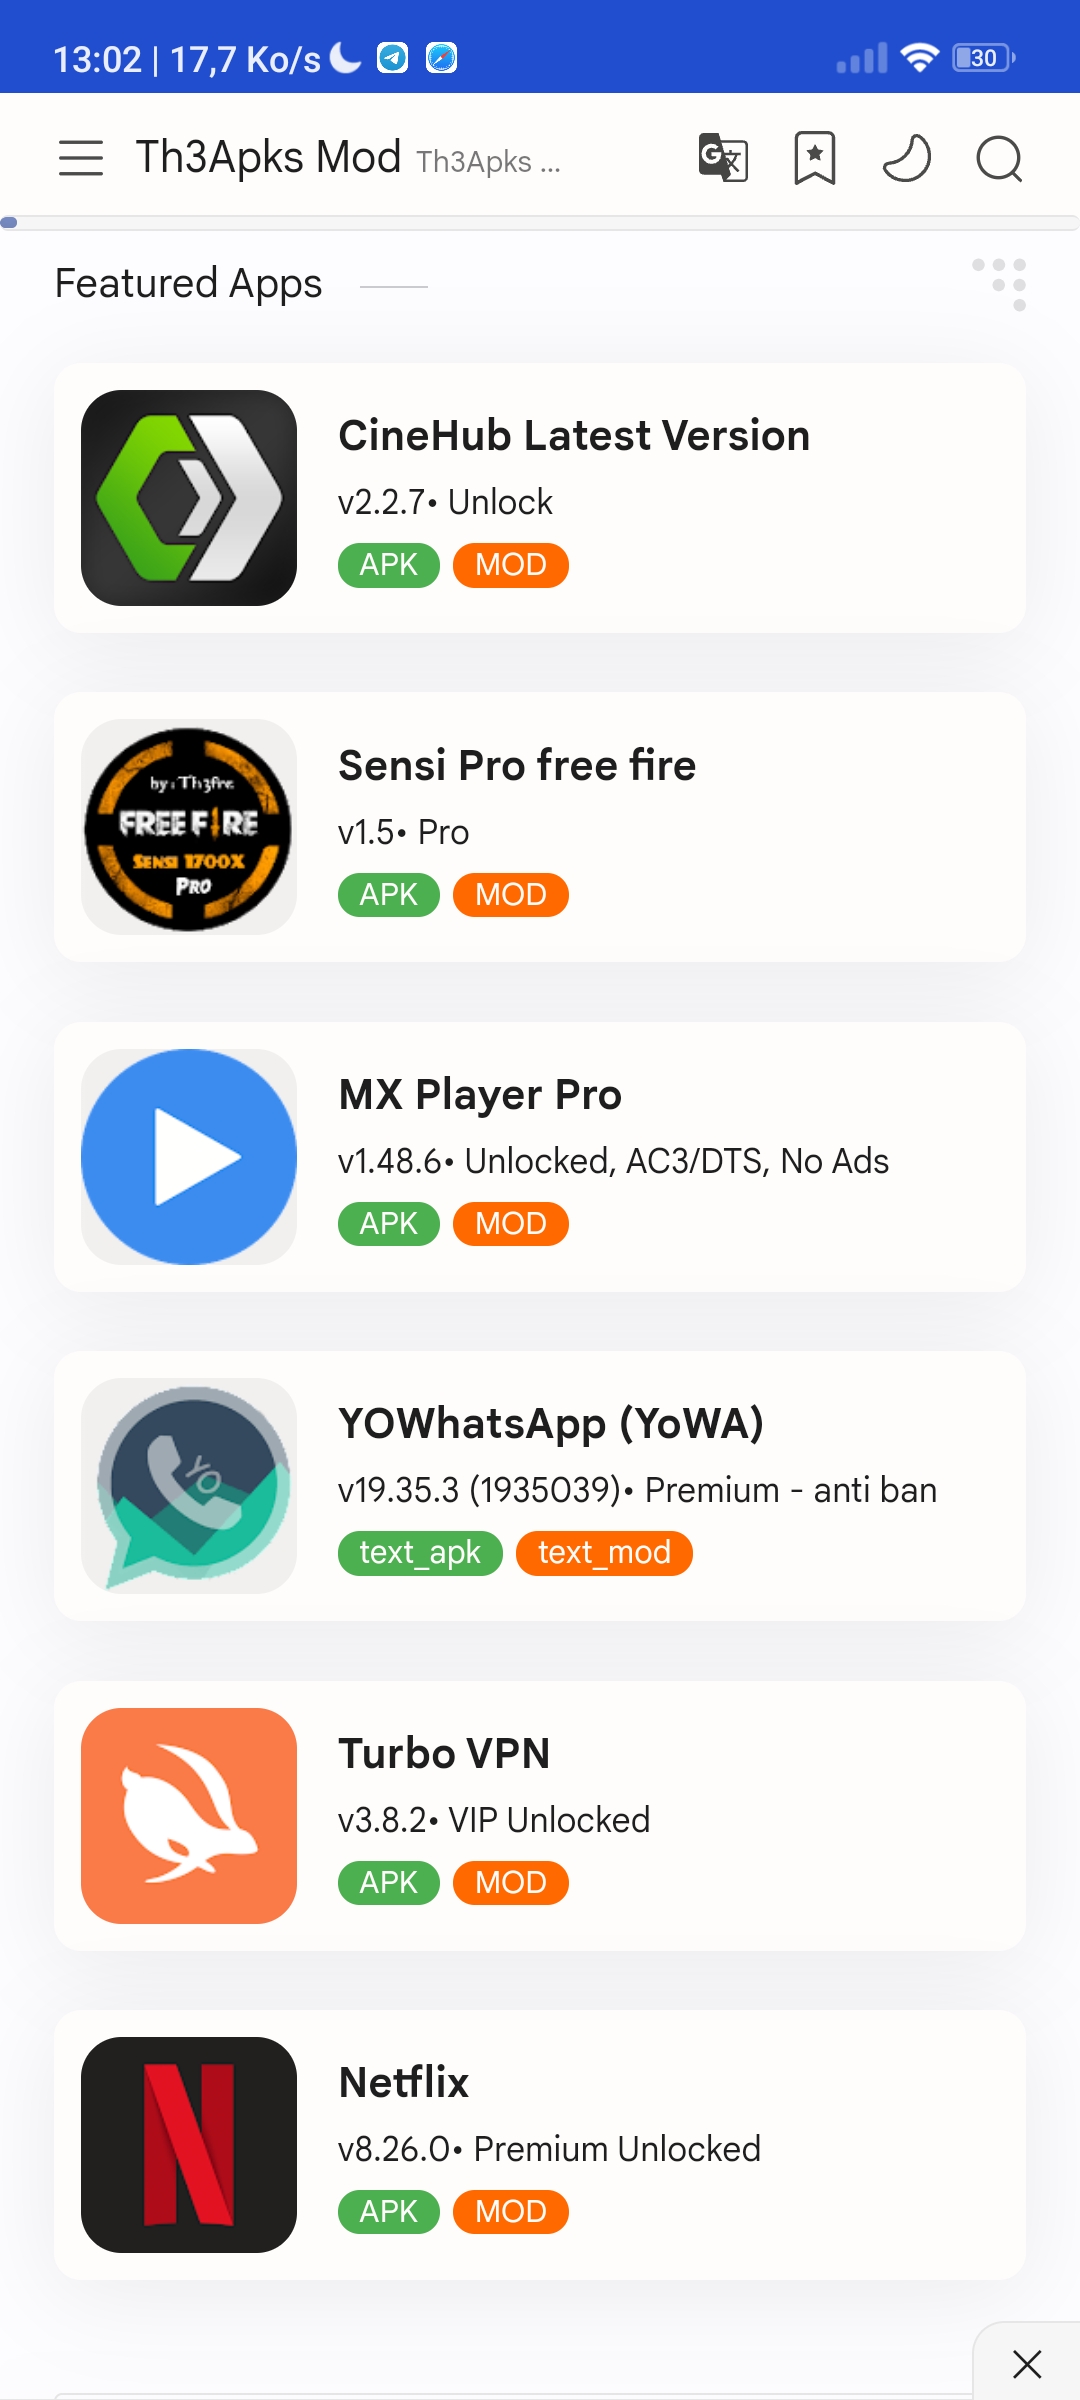 13:02 | 17,7 Ko/s
30
Th3Apks Mod Th3Apks ...
Featured Apps
CineHub Latest Version
v2.2.7• Unlock
APK MOD
by: Th3fire
FREE FIRE
SENSI 1700X
PRO
Sensi Pro free fire
v1.5• Pro
APK MOD
MX Player Pro
v1.48.6• Unlocked, AC3/DTS, No Ads
APK MOD
YO
YOWhatsApp (YoWA)
v19.35.3 (1935039)• Premium - anti ban
text_apk text_mod
Turbo VPN
v3.8.2• VIP Unlocked
APK MOD
Netflix
v8.26.0• Premium Unlocked
APK MOD